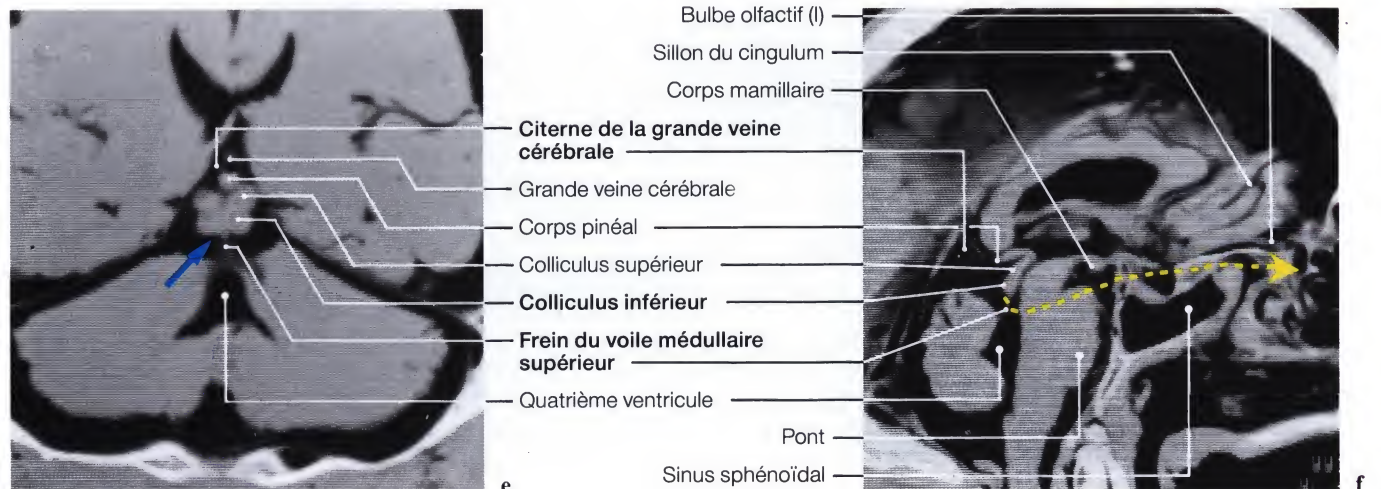 Bulbe olfactif (I)
Sillon du cingulum
Corps mamillaire
Citerne de la grande veine
cérébrale
Grande veine cérébrale
Corps pinéal
Colliculus supérieur
Colliculus inférieur
Frein du voile médullaire
supérieur
Quatrième ventricule
Pont
Sinus sphénoïdal
e
f